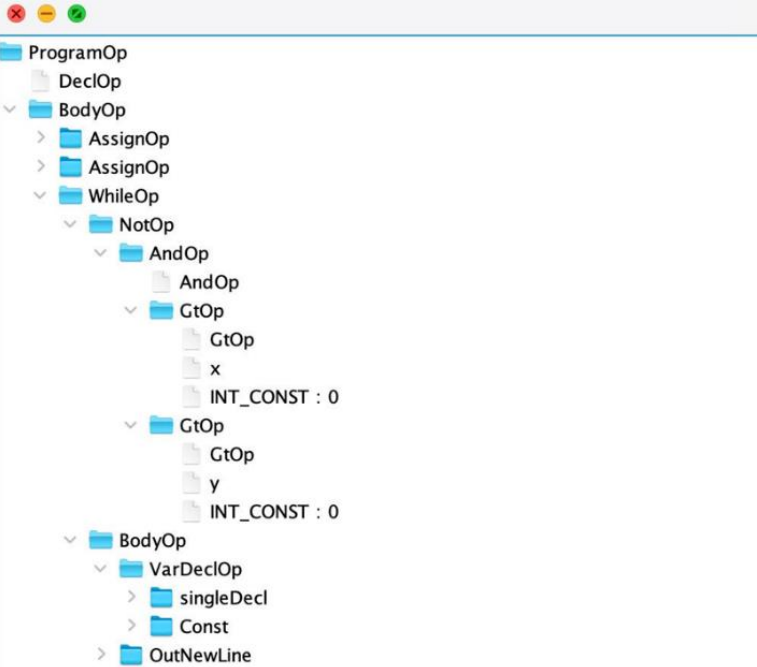 ProgramOp
DeclOp
BodyOp
AssignOp
AssignOp
WhileOp
NotOp
AndOp
AndOp
GtOp
GtOp
x
INT_CONST : 0
GtOp
GtOp
y
INT_CONST : 0
BodyOp
VarDeclOp
singleDecl
Const
OutNewLine